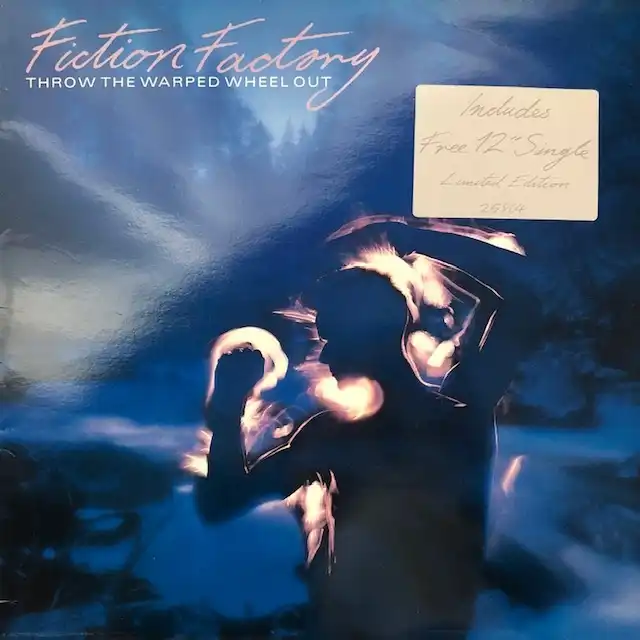 Fiction Factory
THROW THE WARPED WHEEL OUT
Includes
Free 12" Single
Limited Edition